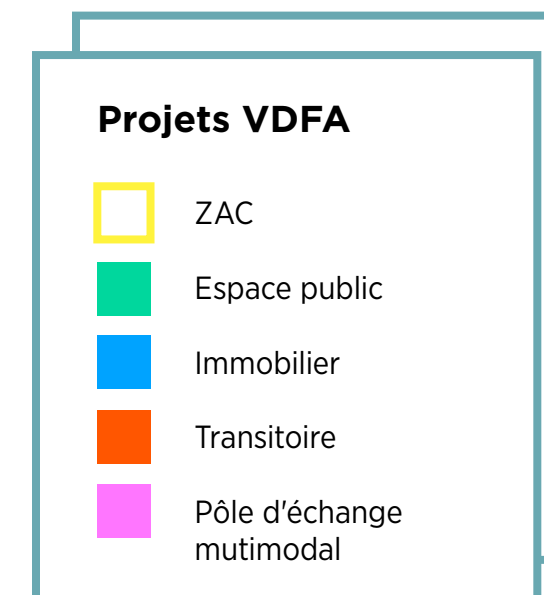 Projets VDFA
ZAC
Espace public
Immobilier
Transitoire
Pôle d'échange
mutimodal